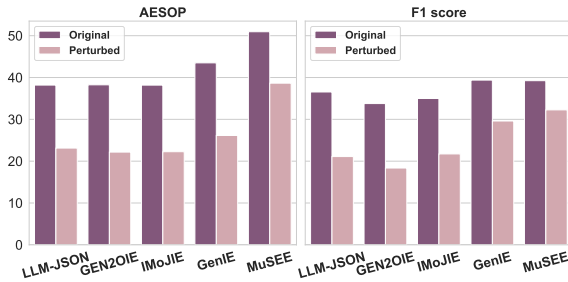 AESOP
50
40
30
20
10
0
Original
Perturbed
LLM-JSON
GEN2OIE
IMoJIE
GenIE
MuSEE
F1 score
Original
Perturbed
LLM-JSON
GEN2OIE
IMoJIE
GenIE
MuSEE